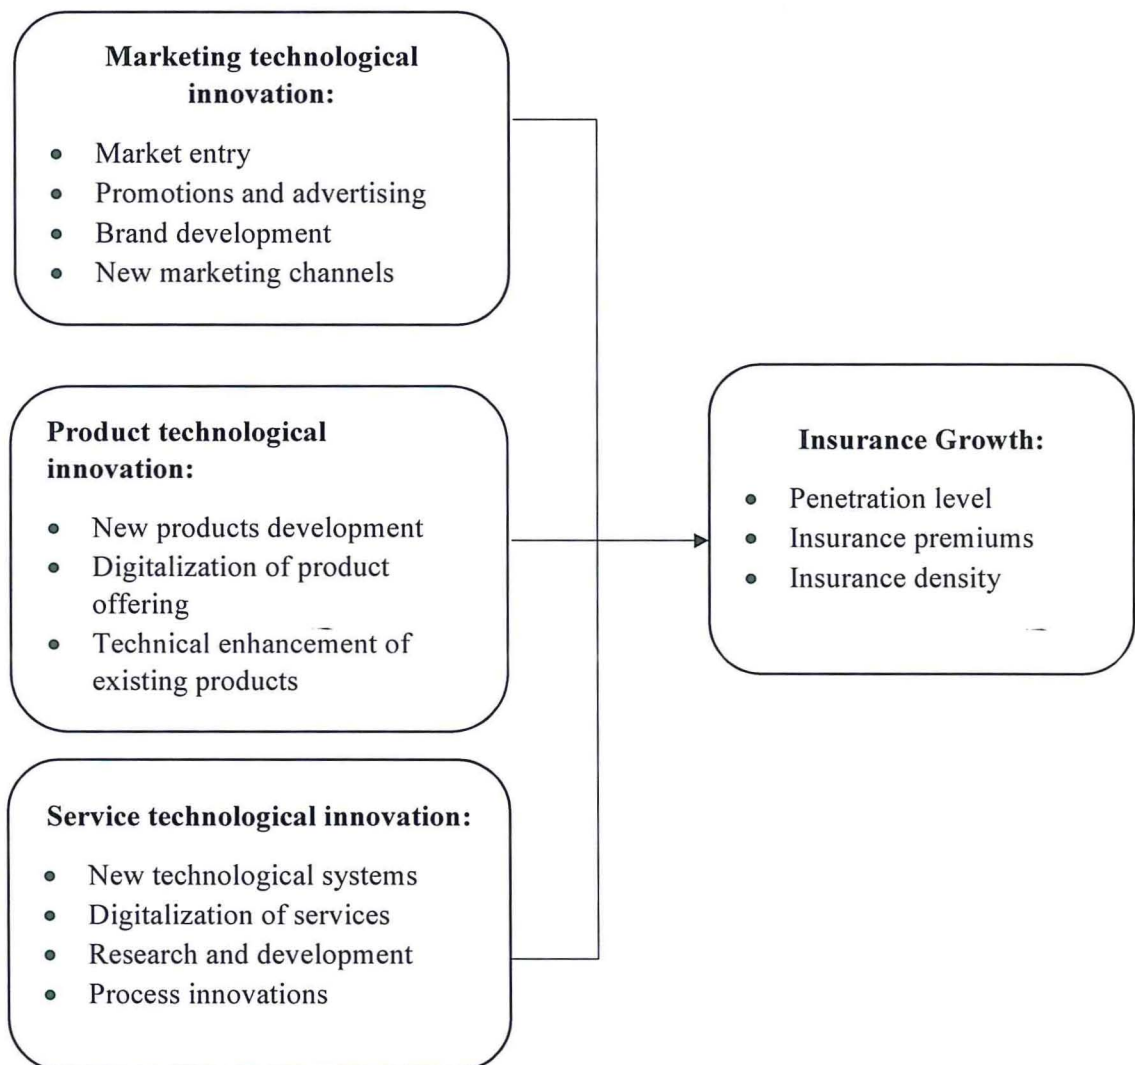 Marketing technological
innovation:
• Market entry
• Promotions and advertising
• Brand development
• New marketing channels
Product technological
innovation:
• New products development
• Digitalization of product
offering
• Technical enhancement of
existing products
Service technological innovation:
• New technological systems
• Digitalization of services
• Research and development
• Process innovations
Insurance Growth:
• Penetration level
• Insurance premiums
• Insurance density